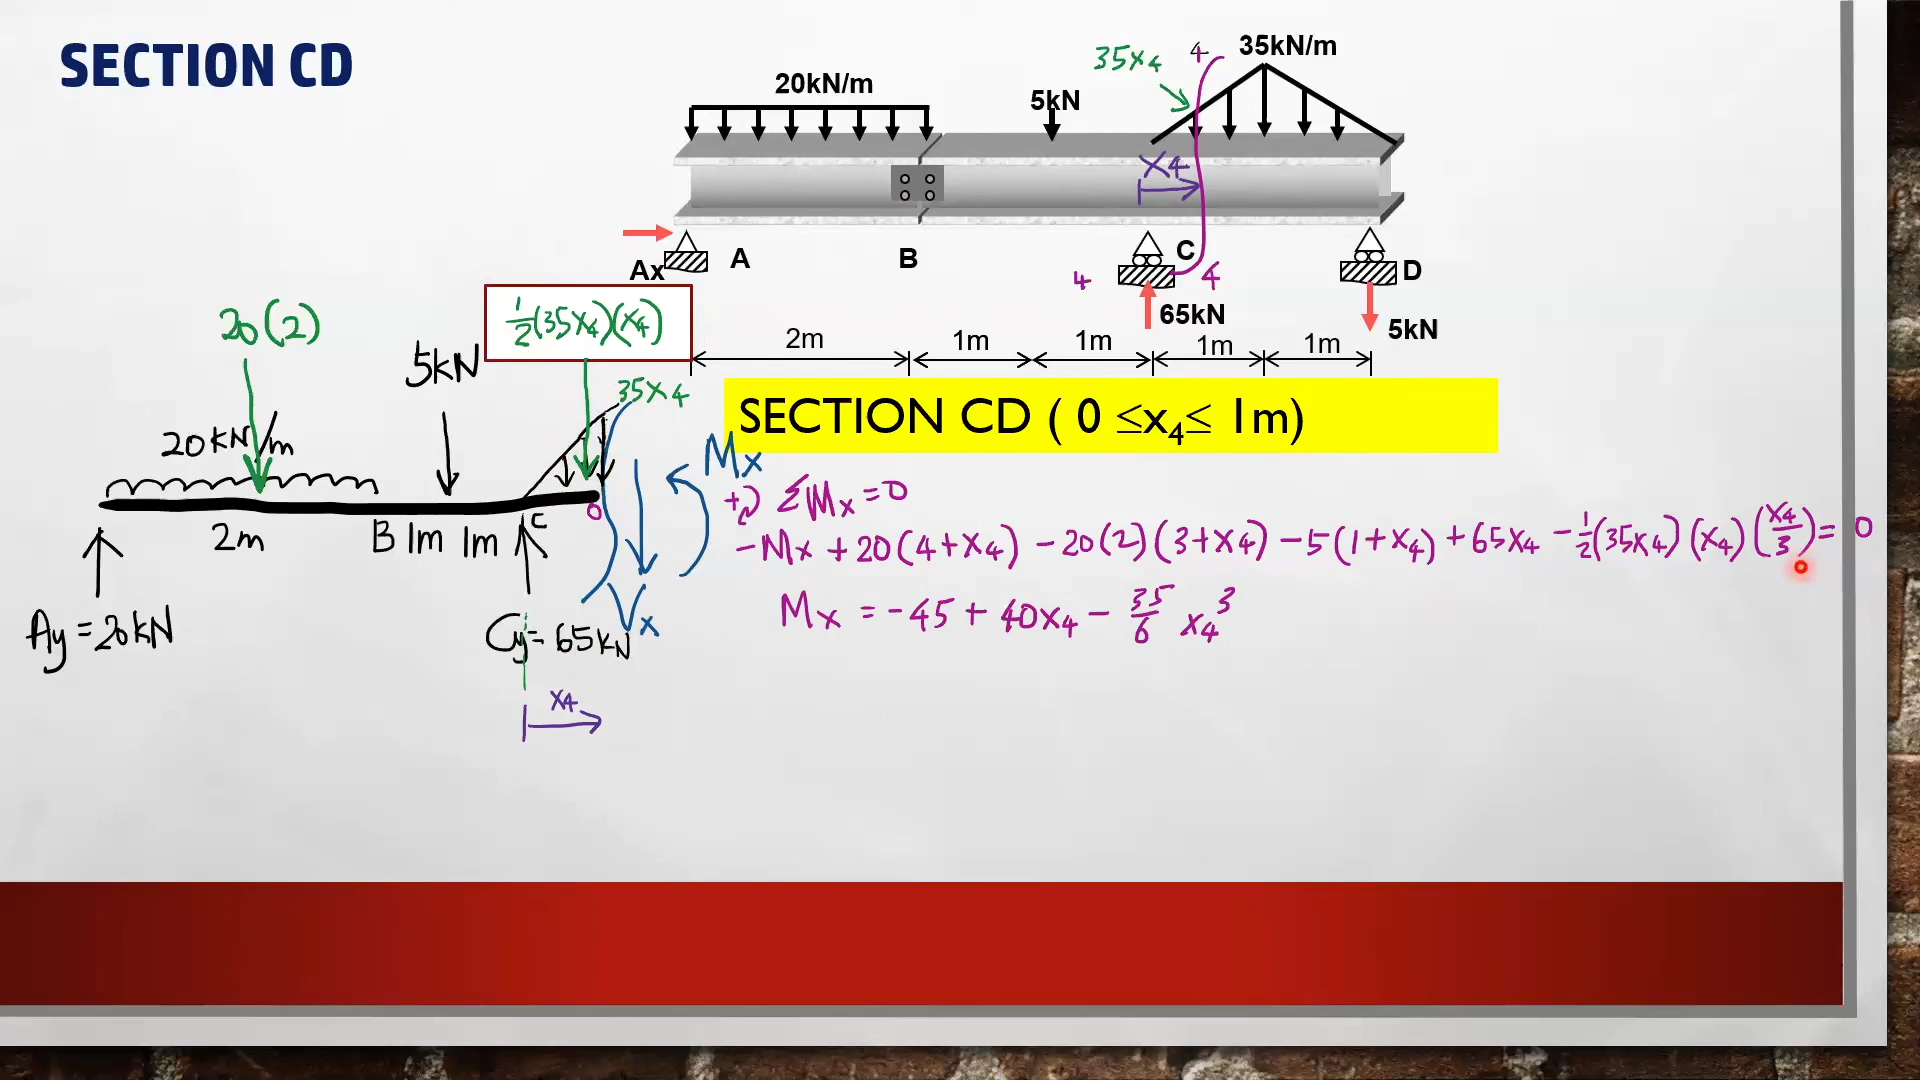 SECTION CD
20kN/m
5kN
35x₄
4
35kN/m
x₄
Ax
A
B
C
D
4
4
65kN
5kN
2m
1m
1m
1m
1m
SECTION CD ( 0 ≤x₄≤ 1m)
20(2)
5kN
½(35x₄)(x₄)
35x₄
20kN/m
2m
B 1m 1m
C
O
Mx
Vx
Ay = 20kN
Cy = 65kN
x₄
+ ΣMx = 0
-Mx + 20(4+x₄) - 20(2)(3+x₄) - 5(1+x₄) + 65x₄ - ½(35x₄)(x₄)(x₄/3) = 0
Mx = -45 + 40x₄ - 35/6 x₄³